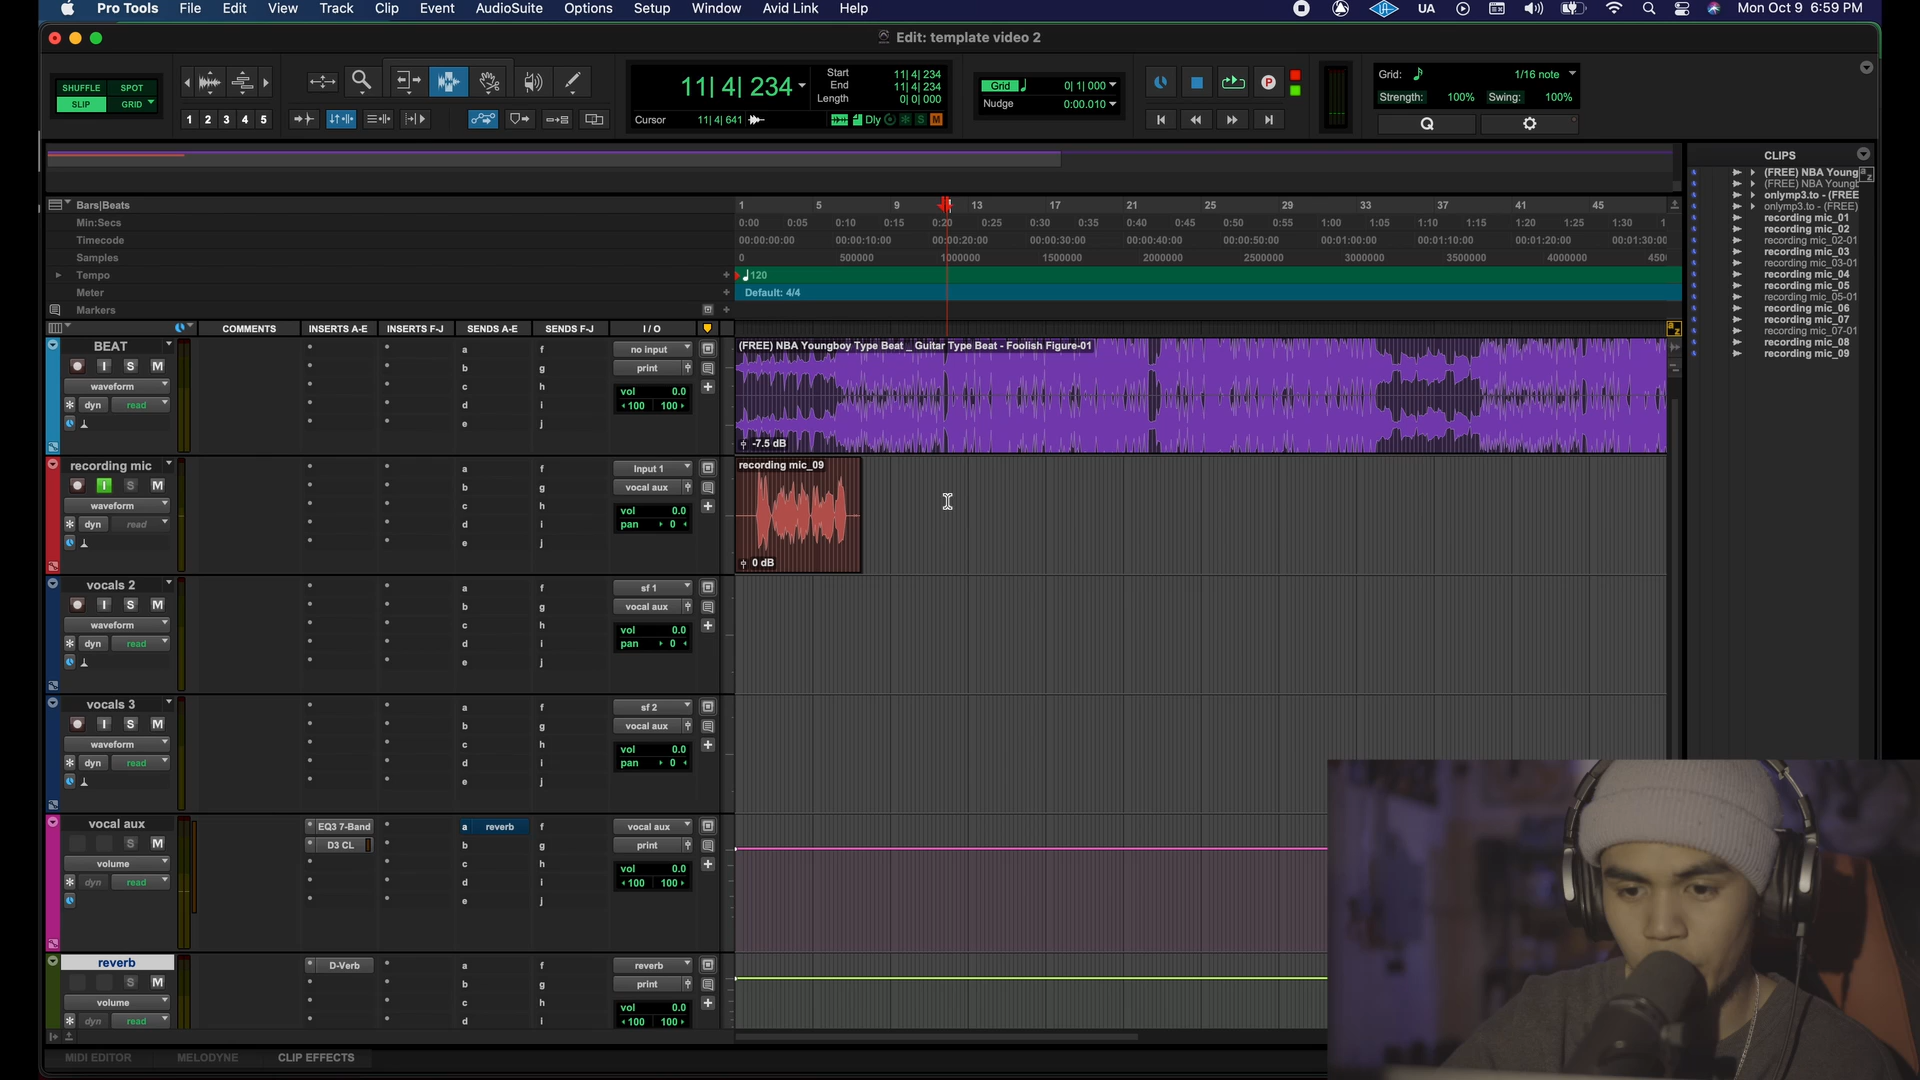 Pro Tools File Edit View Track Clip Event AudioSuite Options Setup Window Avid Link Help UA Mon Oct 9 6:59 PM
Edit: template video 2
SHUFFLE SPOT
SLIP GRID
1 2 3 4 5
11| 4| 234
Start 11| 4| 234
End 11| 4| 234
Length 0| 0| 000
Cursor 11| 4| 641 Dly S M
Grid 0| 1| 000
Nudge 0:00.010
P
Grid: 1/16 note
Strength: 100% Swing: 100%
Q
CLIPS
(FREE) NBA Young
(FREE) NBA Young
onlymp3.to - (FREE
onlymp3.to - (FREE)
recording mic_01
recording mic_02
recording mic_02-01
recording mic_03
recording mic_03-01
recording mic_04
recording mic_05
recording mic_05-01
recording mic_06
recording mic_07
recording mic_07-01
recording mic_08
recording mic_09
Bars|Beats 1 5 9 13 17 21 25 29 33 37 41 45
Min:Secs 0:00 0:05 0:10 0:15 0:20 0:25 0:30 0:35 0:40 0:45 0:50 0:55 1:00 1:05 1:10 1:15 1:20 1:25 1:30 1
Timecode 00:00:00:00 00:00:10:00 00:00:20:00 00:00:30:00 00:00:40:00 00:00:50:00 00:01:00:00 00:01:10:00 00:01:20:00 00:01:30:00
Samples 0 500000 1000000 1500000 2000000 2500000 3000000 3500000 4000000 450
Tempo 120
Meter Default: 4/4
Markers
COMMENTS INSERTS A-E INSERTS F-J SENDS A-E SENDS F-J I / O
BEAT a f no input (FREE) NBA Youngboy Type Beat _ Guitar Type Beat - Foolish Figure-01
I S M b g print
waveform c h vol 0.0
dyn read d i 100 100
e j -7.5 dB
recording mic a f Input 1 recording mic_09
I S M b g vocal aux
waveform c h vol 0.0
dyn read d i pan 0
e j 0 dB
vocals 2 a f sf 1
I S M b g vocal aux
waveform c h vol 0.0
dyn read d i pan 0
e j
vocals 3 a f sf 2
I S M b g vocal aux
waveform c h vol 0.0
dyn read d i pan 0
e j
vocal aux EQ3 7-Band a reverb f vocal aux
S M D3 CL b g print
volume c h vol 0.0
dyn read d i 100 100
e j
reverb D-Verb a f reverb
S M b g print
volume c h vol 0.0
dyn read d i 100 100
MIDI EDITOR MELODYNE CLIP EFFECTS